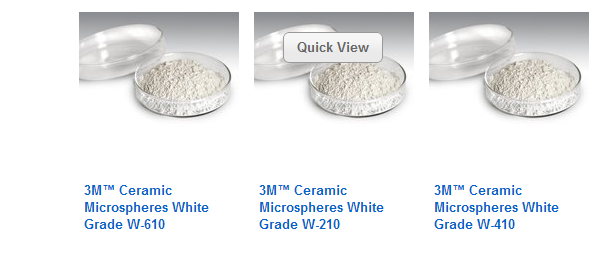 Quick View
3M™ Ceramic
Microspheres White
Grade W-610
3M™ Ceramic
Microspheres White
Grade W-210
3M™ Ceramic
Microspheres White
Grade W-410